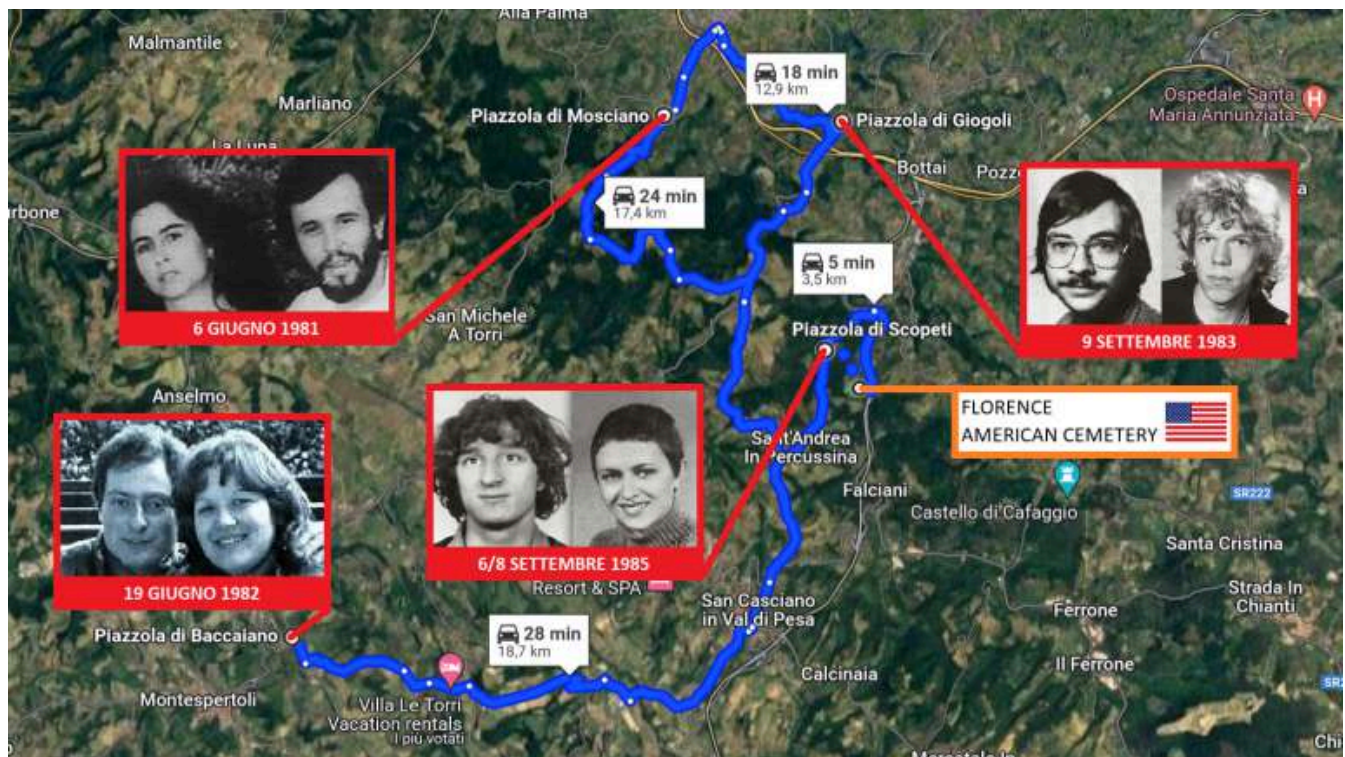 Alla Palma
Malmantile
18 min
12,9 km
Ospedale Santa
Maria Annunziata
H
Marliano
Piazzola di Mosciano
Piazzola di Giogoli
La Luna
Bottai
24 min
17,4 km
5 min
3,5 km
6 GIUGNO 1981
San Michele
A Torri
Piazzola di Scopeti
9 SETTEMBRE 1983
Anselmo
FLORENCE
AMERICAN CEMETERY
Sant'Andrea
In Percussina
Falciani
SR222
Castello di Cafaggio
Santa Cristina
6/8 SETTEMBRE 1985
Resort & SPA
19 GIUGNO 1982
San Casciano
in Val di Pesa
Strada In
Chianti
Ferrone
Piazzola di Baccaiano
28 min
18,7 km
Il Ferrone
Calcinaia
Montespertoli
Villa Le Torri
Vacation rentals
I più votati